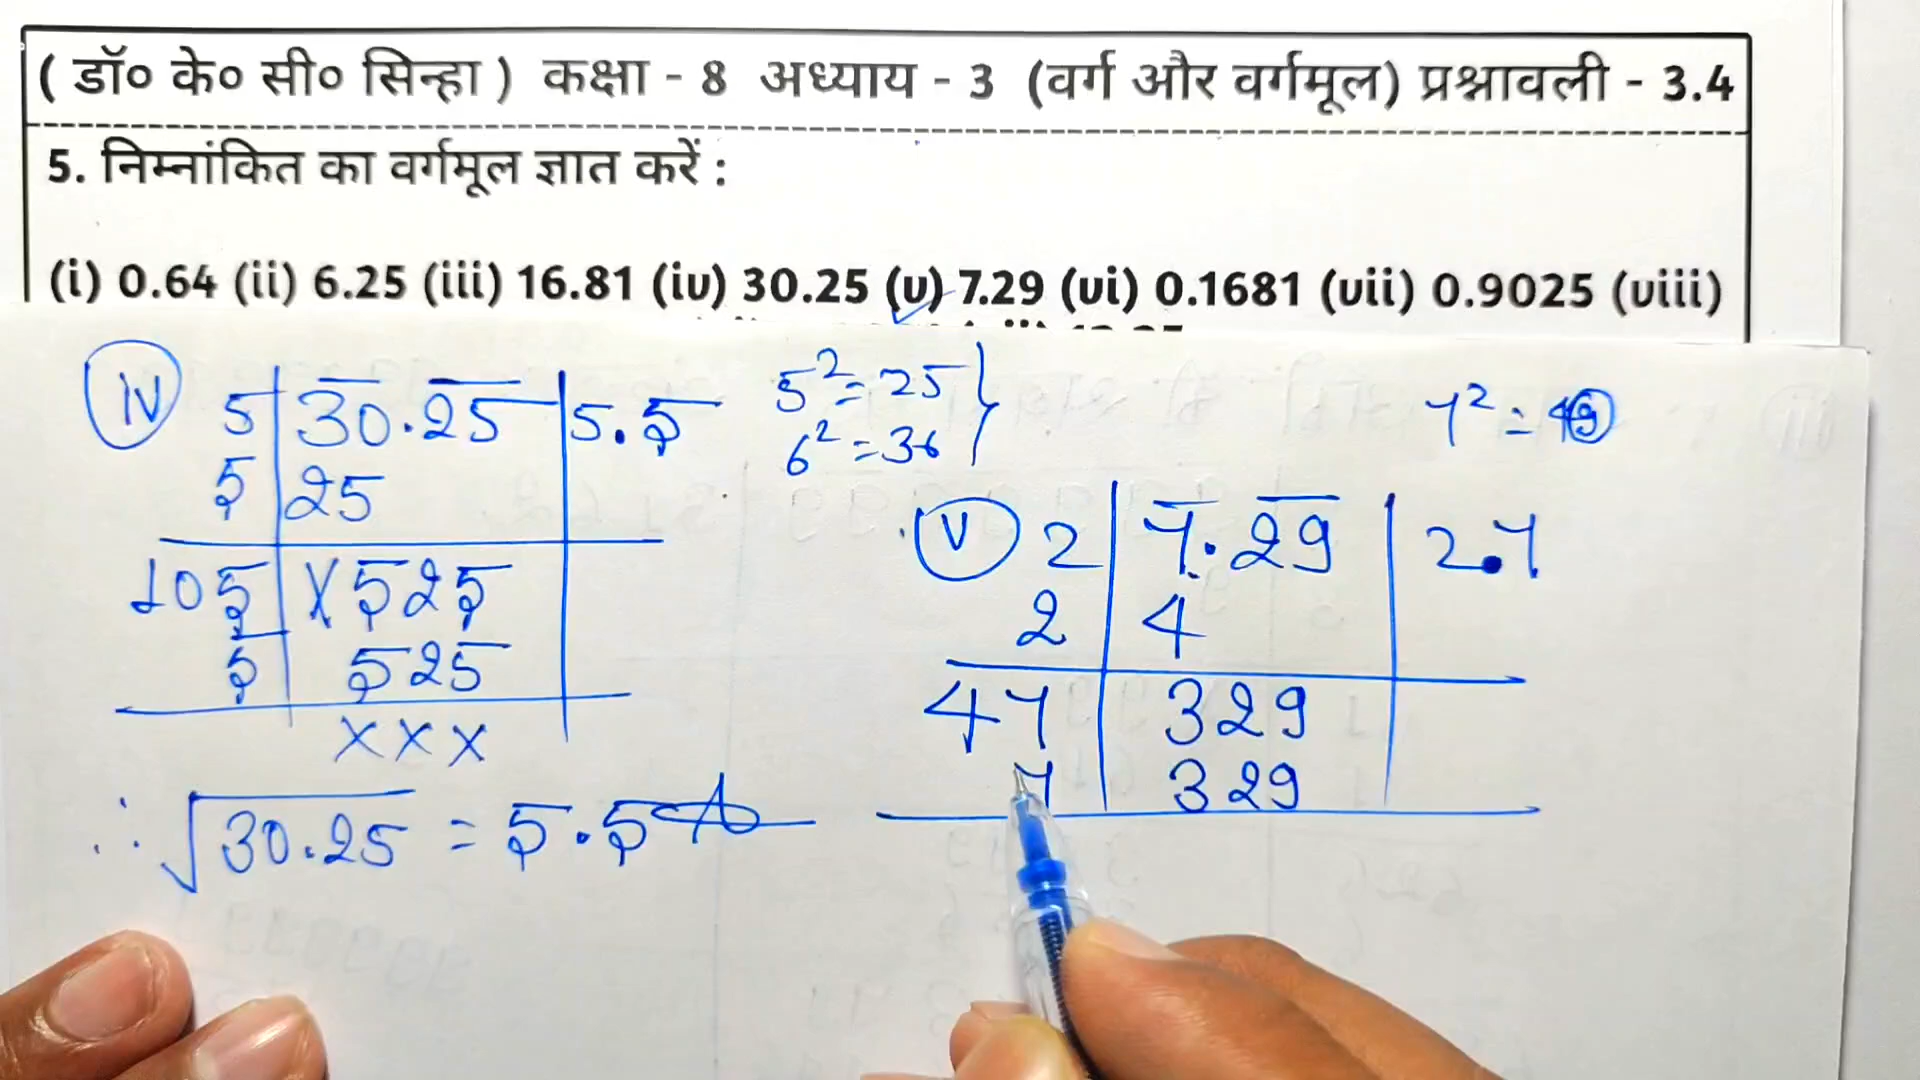 ( डॉ० के० सी० सिन्हा ) कक्षा - 8 अध्याय - 3 (वर्ग और वर्गमूल) प्रश्नावली - 3.4
5. निम्नांकित का वर्गमूल ज्ञात करें :
(i) 0.64 (ii) 6.25 (iii) 16.81 (iv) 30.25 (v) 7.29 (vi) 0.1681 (vii) 0.9025 (viii)
iv 5 30.25 5.5
5 25
105 x 525
5 525
x x x
∴ √30.25 = 5.5
5² = 25
6² = 36
7² = 49
v 2 7.29 2.7
2 4
47 329
7 329